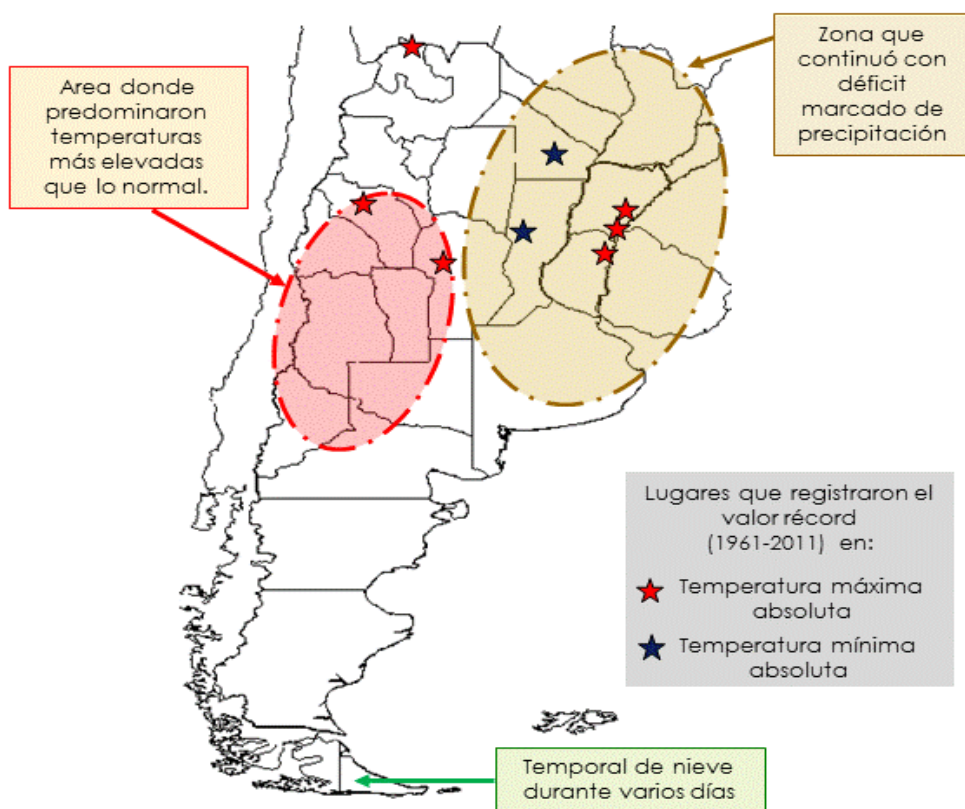 Area donde
predominaron
temperaturas
más elevadas
que lo normal.
Zona que
continuó con
déficit
marcado de
precipitación
Lugares que registraron el
valor récord
(1961-2011) en:
Temperatura máxima
absoluta
Temperatura mínima
absoluta
Temporal de nieve
durante varios días